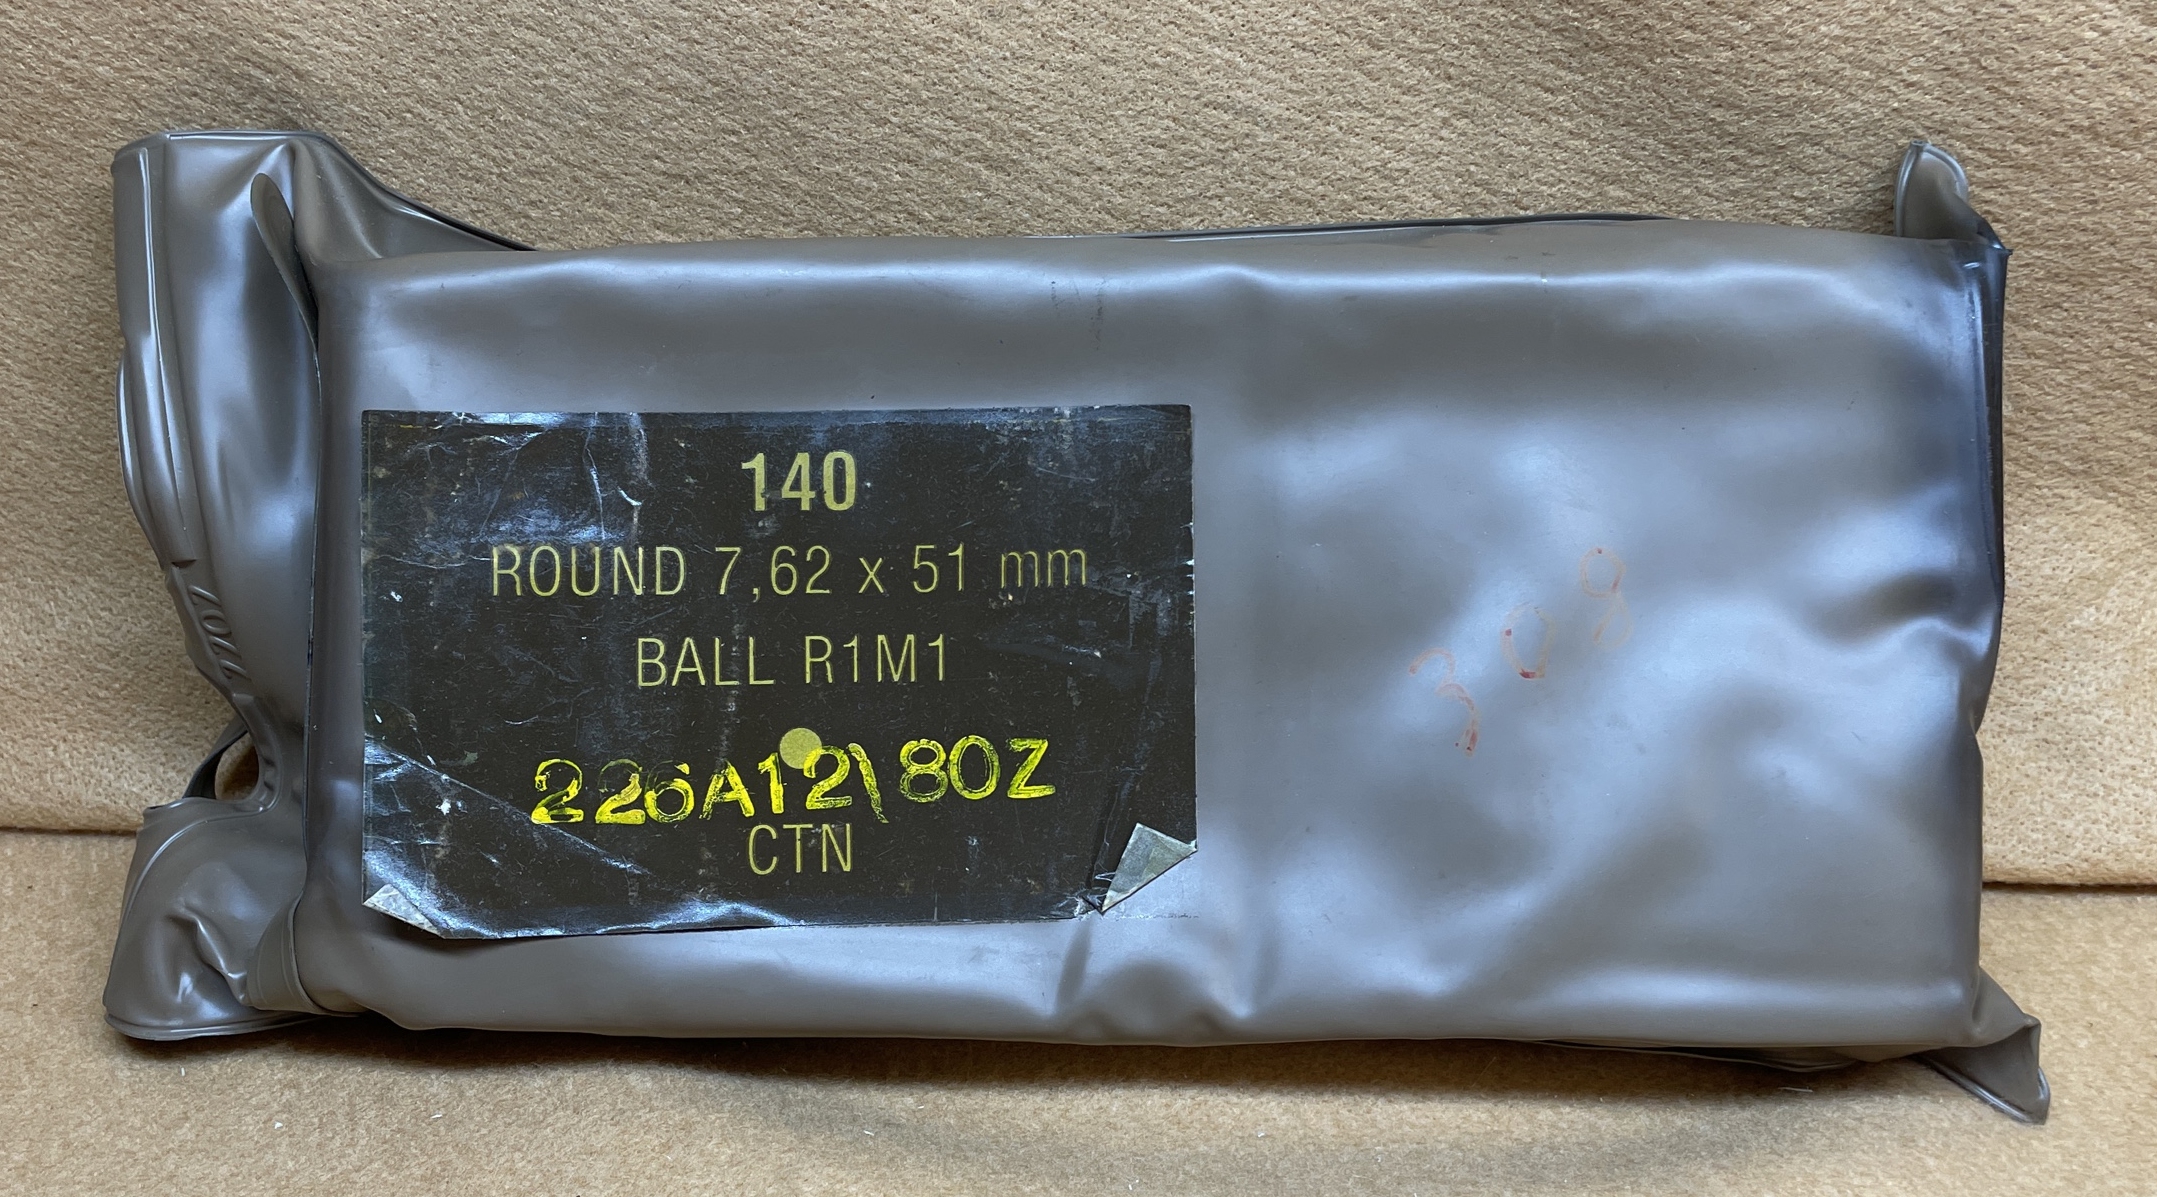 140
ROUND 7,62 x 51 mm
BALL R1M1
226A12\80Z
CTN
308